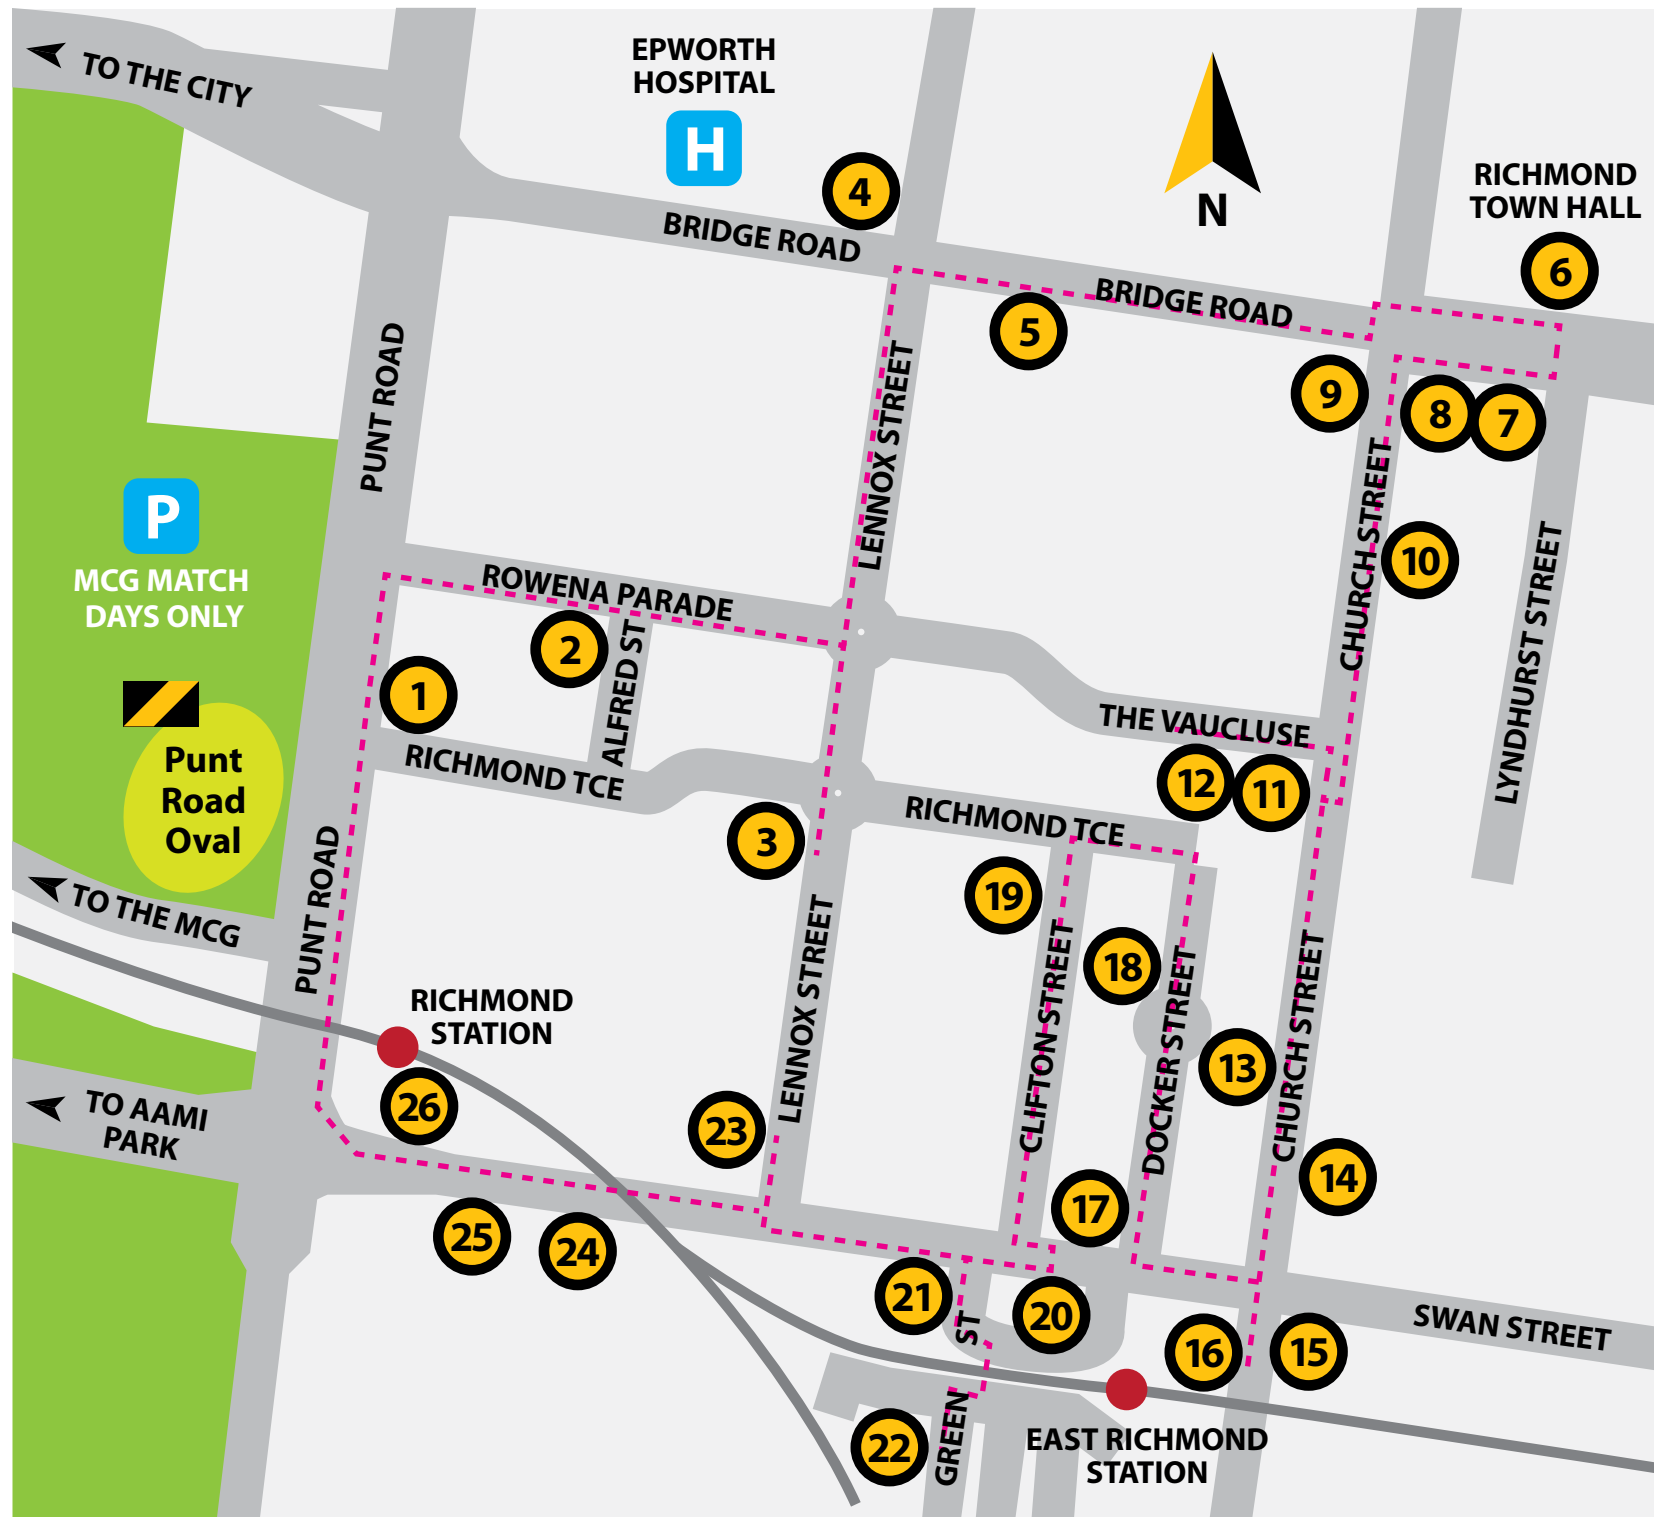 TO THE CITY
EPWORTH
HOSPITAL
H
4
BRIDGE ROAD
N
RICHMOND
TOWN HALL
6
BRIDGE ROAD
5
PUNT ROAD
LENNOX STREET
9
8
7
CHURCH STREET
10
LYNDHURST STREET
P
MCG MATCH
DAYS ONLY
ROWENA PARADE
2
ALFRED ST
1
Punt
Road
Oval
RICHMOND TCE
THE VAUCLUSE
12
11
3
RICHMOND TCE
19
18
TO THE MCG
PUNT ROAD
LENNOX STREET
CLIFTON STREET
DOCKER STREET
CHURCH STREET
RICHMOND
STATION
26
13
TO AAMI
PARK
23
14
17
25
24
21
20
ST
16
15
SWAN STREET
22
GREEN
EAST RICHMOND
STATION